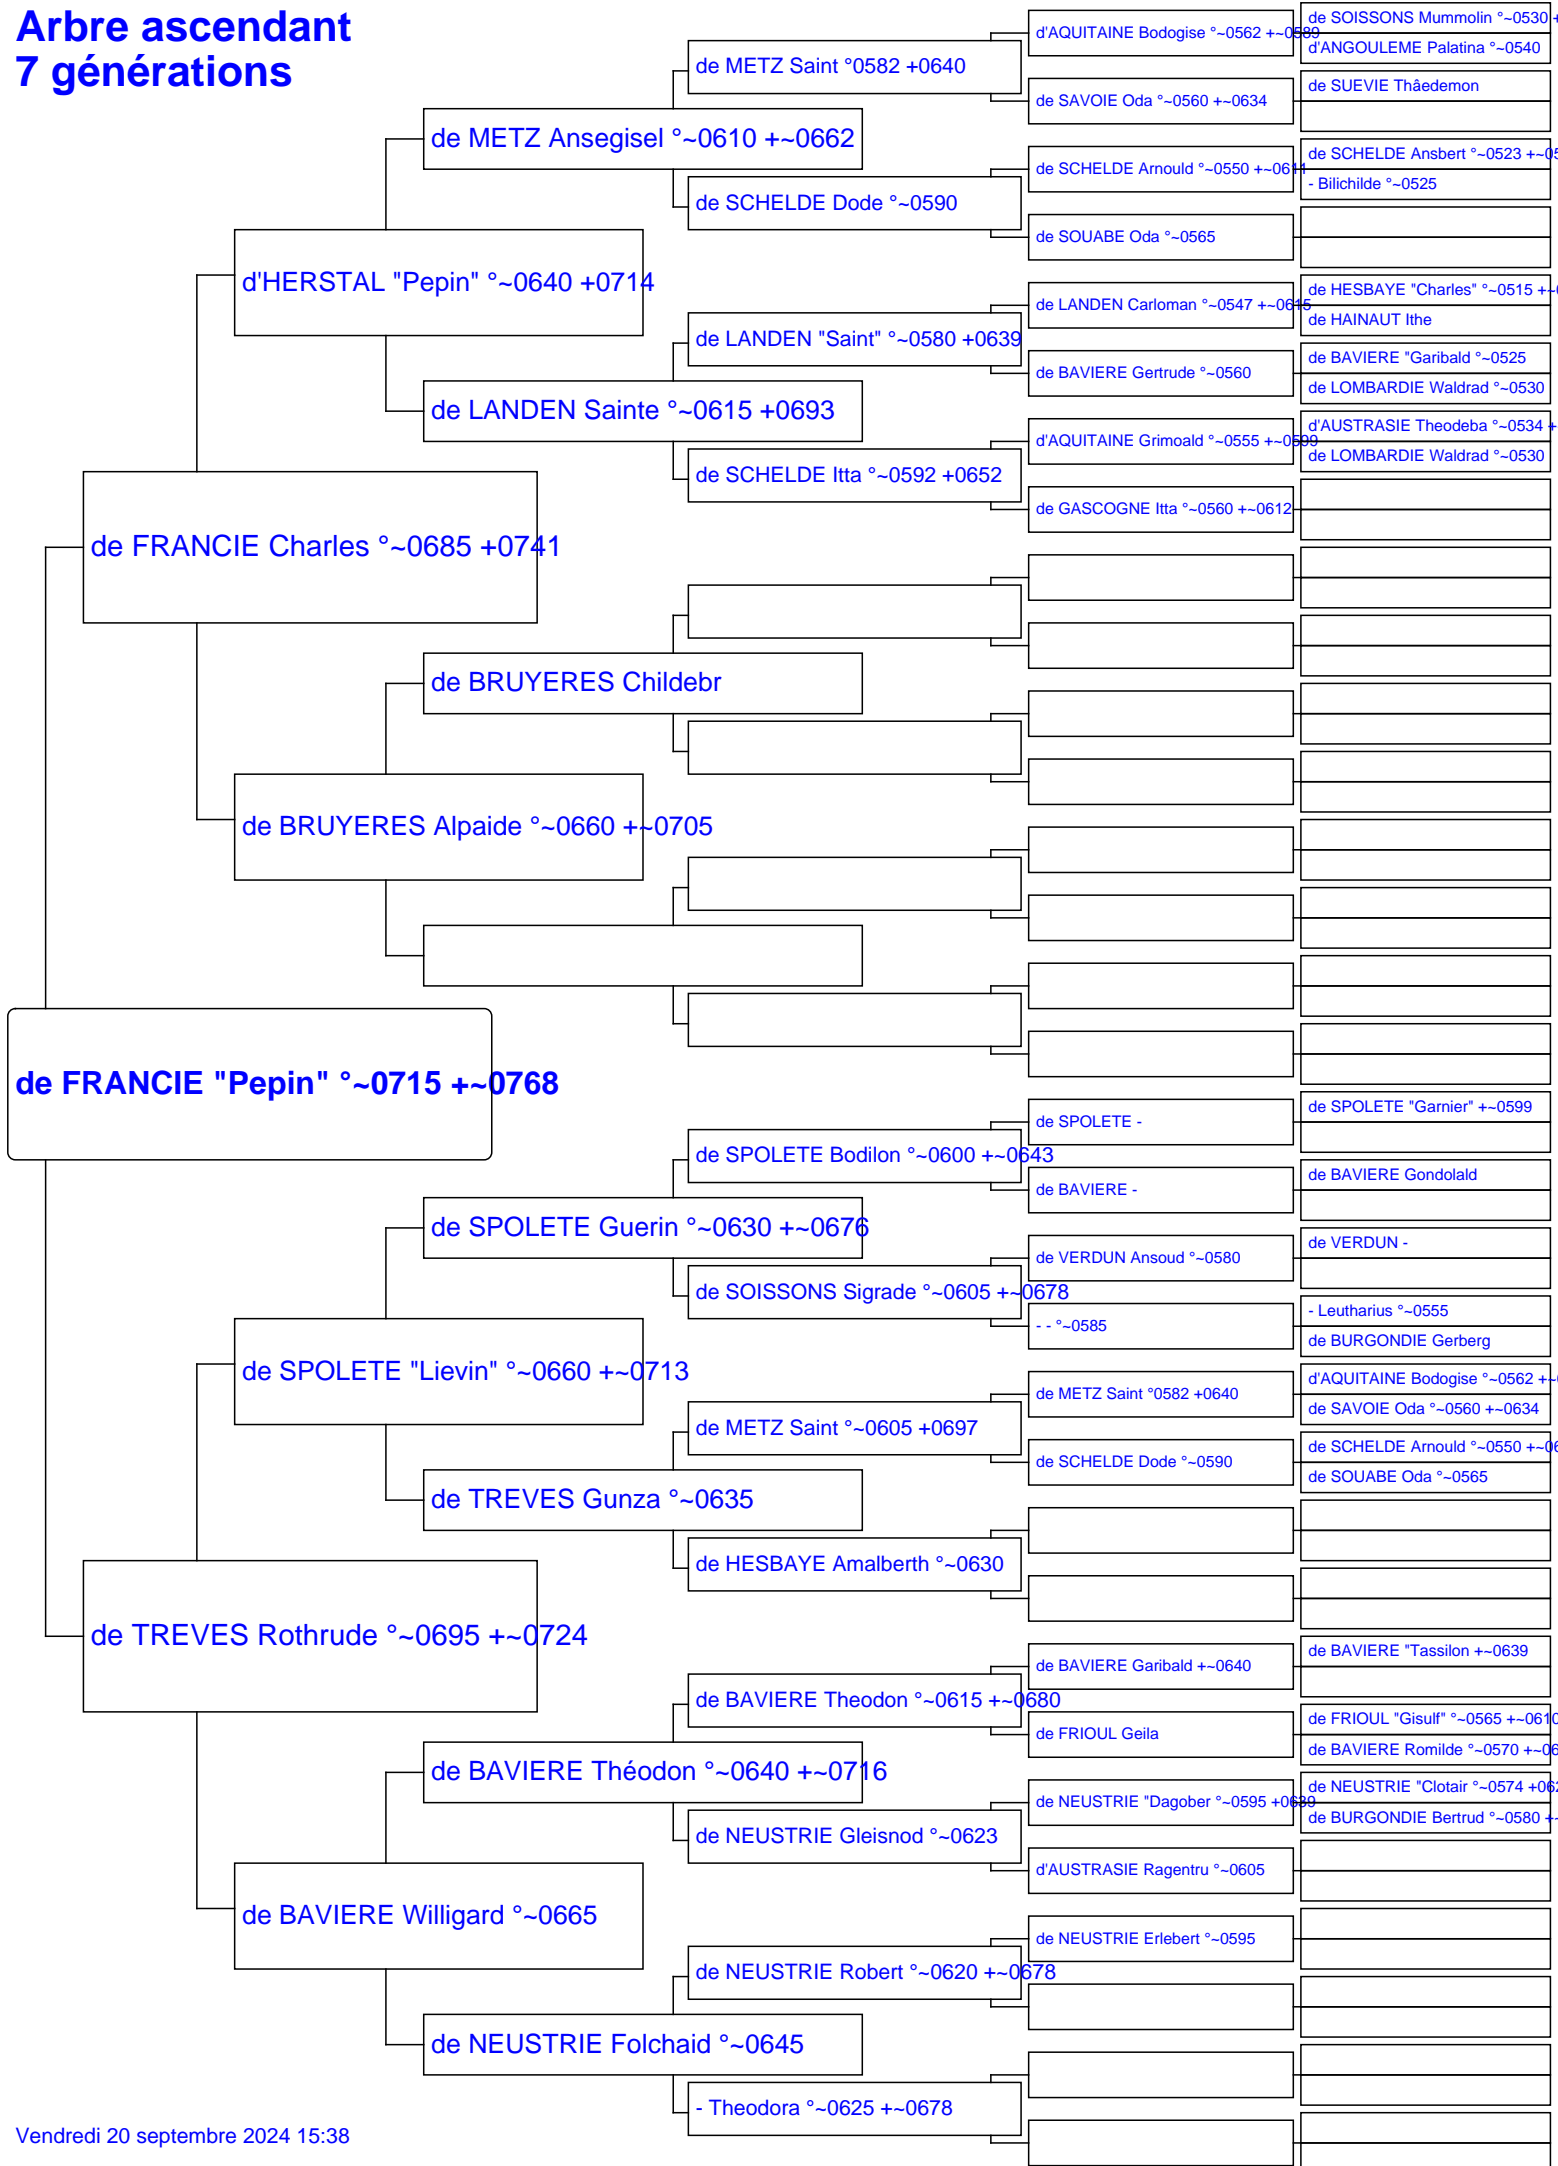 Arbre ascendant
7 générations
de FRANCIE "Pepin" °~0715 +~0768
de FRANCIE Charles °~0685 +0741
de TREVES Rothrude °~0695 +~0724
d'HERSTAL "Pepin" °~0640 +0714
de BRUYERES Alpaide °~0660 +~0705
de SPOLETE "Lievin" °~0660 +~0713
de BAVIERE Willigard °~0665
de METZ Ansegisel °~0610 +~0662
de LANDEN Sainte °~0615 +0693
de BRUYERES Childebr
de SPOLETE Guerin °~0630 +~0676
de TREVES Gunza °~0635
de BAVIERE Théodon °~0640 +~0716
de NEUSTRIE Folchaid °~0645
de METZ Saint °0582 +0640
de SCHELDE Dode °~0590
de LANDEN "Saint" °~0580 +0639
de SCHELDE Itta °~0592 +0652
de SPOLETE Bodilon °~0600 +~0643
de SOISSONS Sigrade °~0605 +~0678
de METZ Saint °~0605 +0697
de HESBAYE Amalberth °~0630
de BAVIERE Theodon °~0615 +~0680
de NEUSTRIE Gleisnod °~0623
de NEUSTRIE Robert °~0620 +~0678
- Theodora °~0625 +~0678
d'AQUITAINE Bodogise °~0562 +~0589
de SAVOIE Oda °~0560 +~0634
de SCHELDE Arnould °~0550 +~0611
de SOUABE Oda °~0565
de LANDEN Carloman °~0547 +~0615
de BAVIERE Gertrude °~0560
d'AQUITAINE Grimoald °~0555 +~0599
de GASCOGNE Itta °~0560 +~0612
de SPOLETE -
de BAVIERE -
de VERDUN Ansoud °~0580
- - °~0585
de METZ Saint °0582 +0640
de SCHELDE Dode °~0590
de BAVIERE Garibald +~0640
de FRIOUL Geila
de NEUSTRIE "Dagober °~0595 +0639
d'AUSTRASIE Ragentru °~0605
de NEUSTRIE Erlebert °~0595
de SOISSONS Mummolin °~0530 +
d'ANGOULEME Palatina °~0540
de SUEVIE Thâedemon
de SCHELDE Ansbert °~0523 +~05
- Bilichilde °~0525
de HESBAYE "Charles" °~0515 +~0
de HAINAUT Ithe
de BAVIERE "Garibald °~0525
de LOMBARDIE Waldrad °~0530
d'AUSTRASIE Theodeba °~0534 +
de LOMBARDIE Waldrad °~0530
de SPOLETE "Garnier" +~0599
de BAVIERE Gondolald
de VERDUN -
- Leutharius °~0555
de BURGONDIE Gerberg
d'AQUITAINE Bodogise °~0562 +~0
de SAVOIE Oda °~0560 +~0634
de SCHELDE Arnould °~0550 +~06
de SOUABE Oda °~0565
de BAVIERE "Tassilon +~0639
de FRIOUL "Gisulf" °~0565 +~0610
de BAVIERE Romilde °~0570 +~06
de NEUSTRIE "Clotair °~0574 +062
de BURGONDIE Bertrud °~0580 +~
Vendredi 20 septembre 2024 15:38